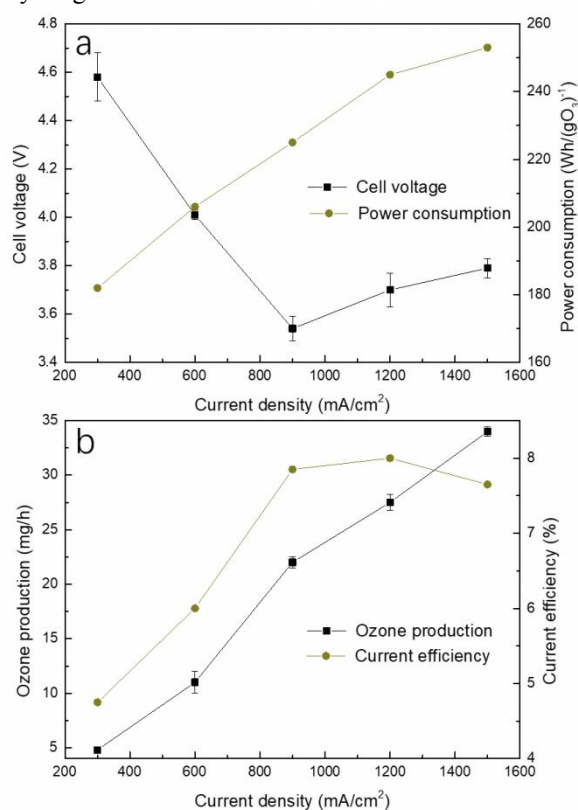 a
4.8
4.6
4.4
4.2
4.0
3.8
3.6
3.4
Cell voltage (V)
260
240
220
200
180
160
Power consumption (Wh/(gO₃)⁻¹)
Cell voltage
Power consumption
200 400 600 800 1000 1200 1400 1600
Current density (mA/cm²)
b
35
30
25
20
15
10
5
Ozone production (mg/h)
8
7
6
5
4
Current efficiency (%)
Ozone production
Current efficiency
200 400 600 800 1000 1200 1400 1600
Current density (mA/cm²)